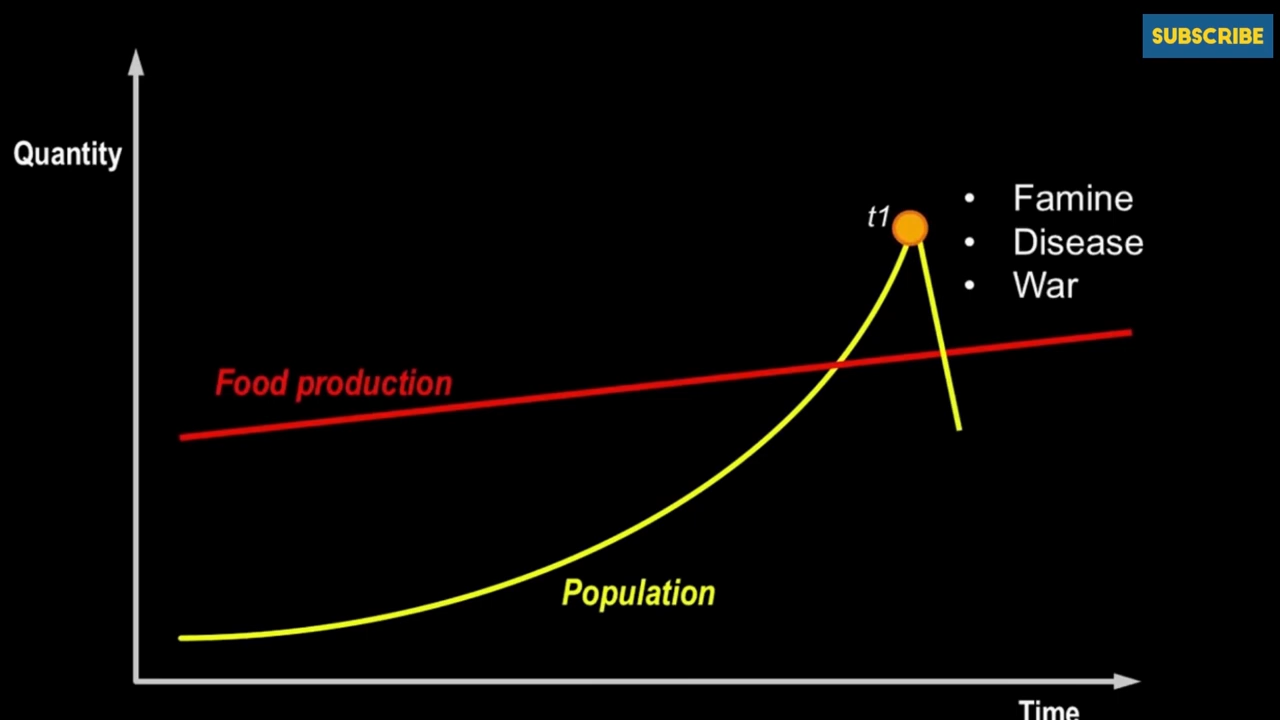 SUBSCRIBE
Quantity
t1
• Famine
• Disease
• War
Food production
Population
Time